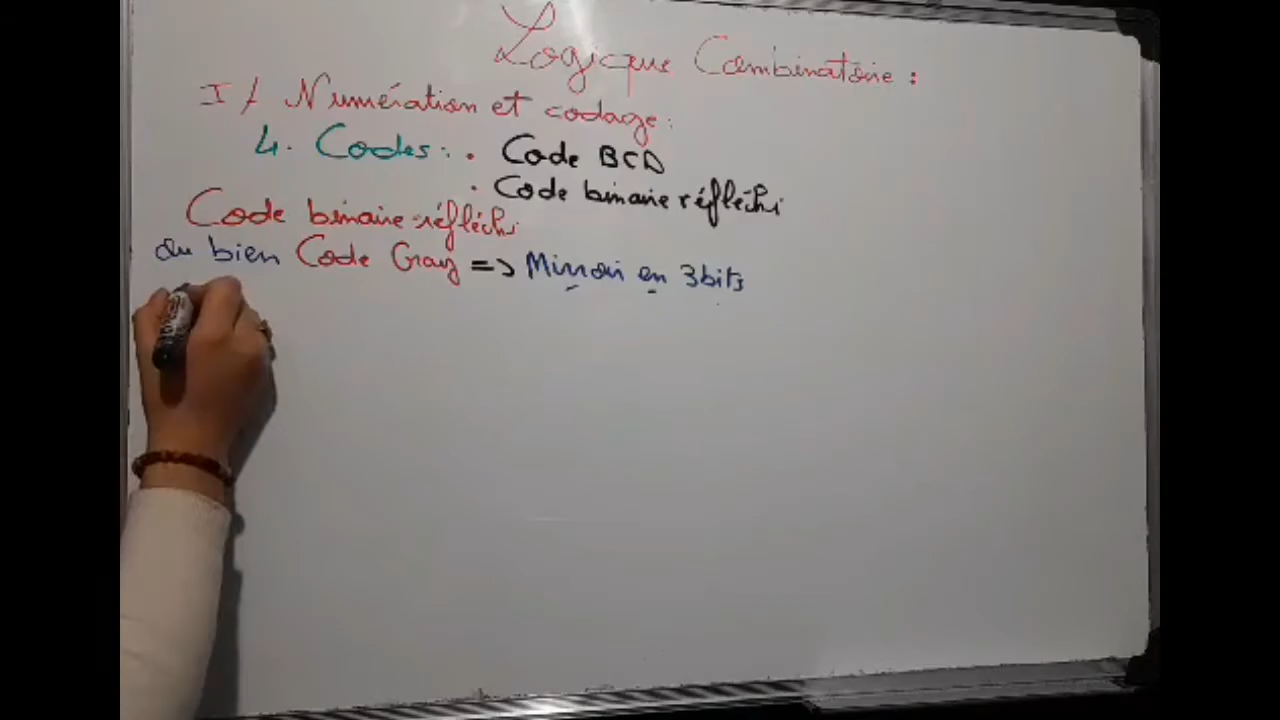 Logique Combinatoire :
I / Numération et codage :
4. Codes : • Code BCD
• Code binaire réfléchi
Code binaire réfléchi
ou bien Code Gray => Miroir en 3bits